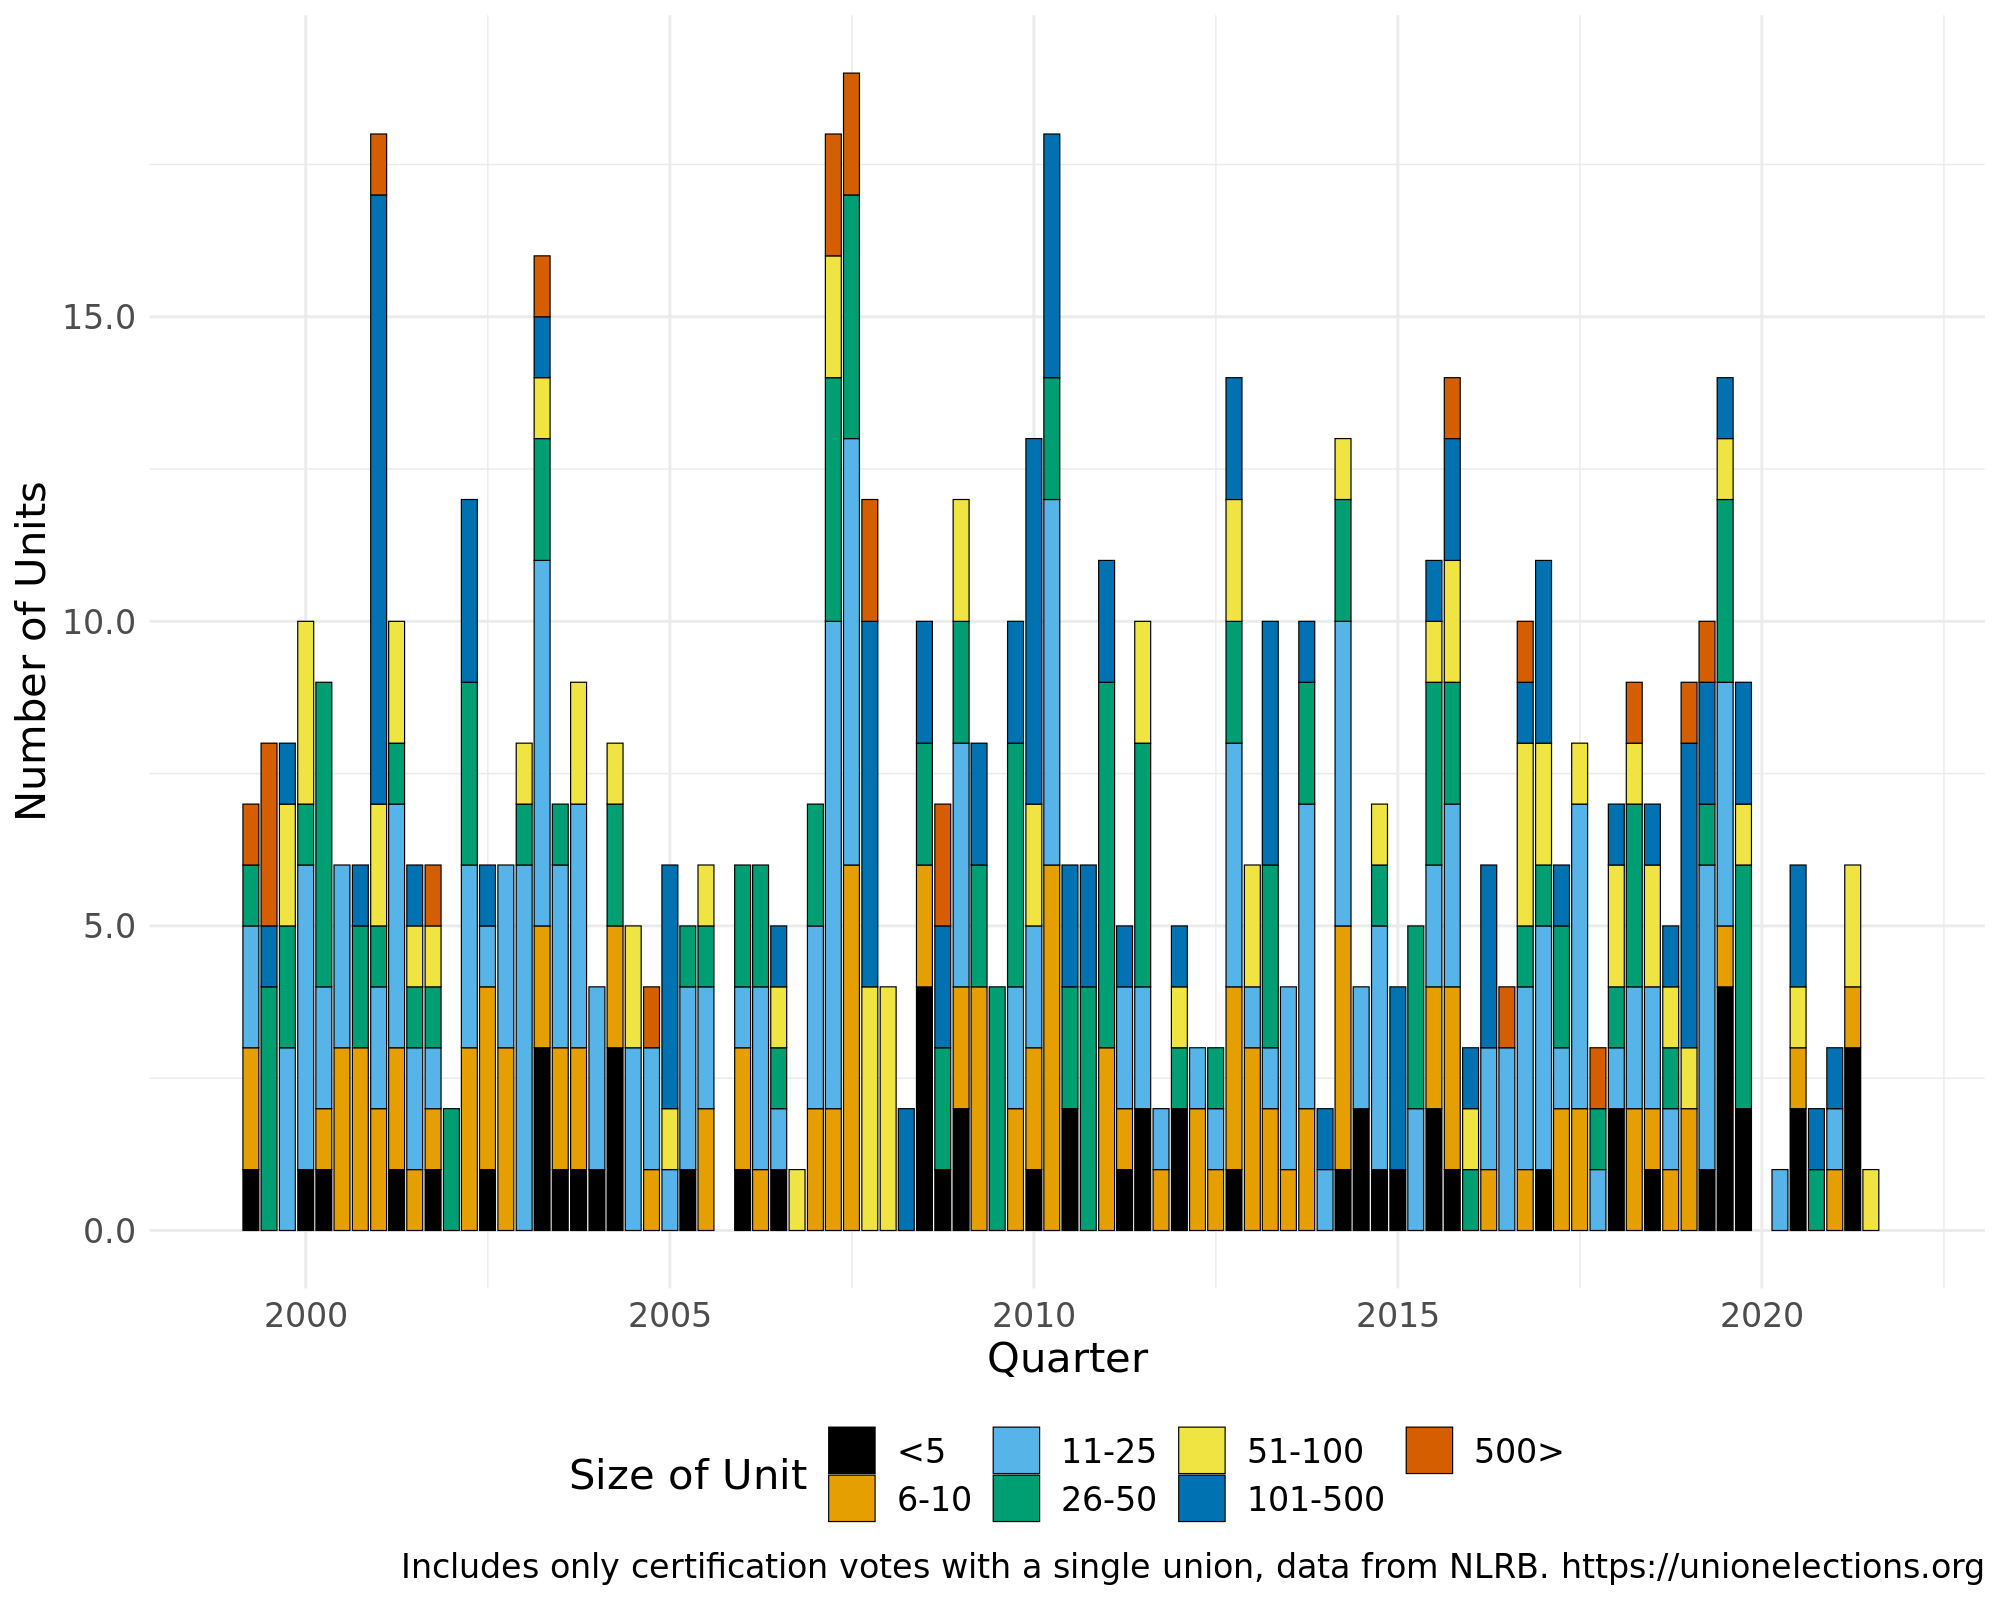 Number of Units
15.0
10.0
5.0
0.0
2000 2005 2010 2015 2020
Quarter
Size of Unit
<5 11-25 51-100 500>
6-10 26-50 101-500
Includes only certification votes with a single union, data from NLRB. https://unionelections.org